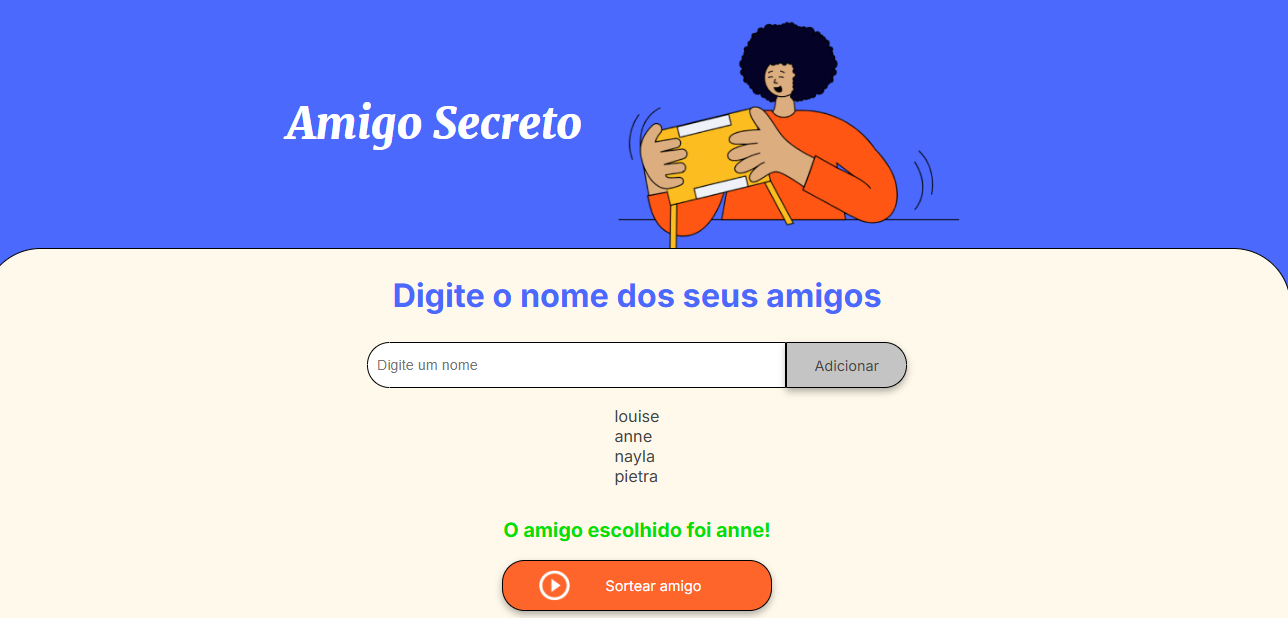 Amigo Secreto
Digite o nome dos seus amigos
Digite um nome
Adicionar
louise
anne
nayla
pietra
O amigo escolhido foi anne!
Sortear amigo